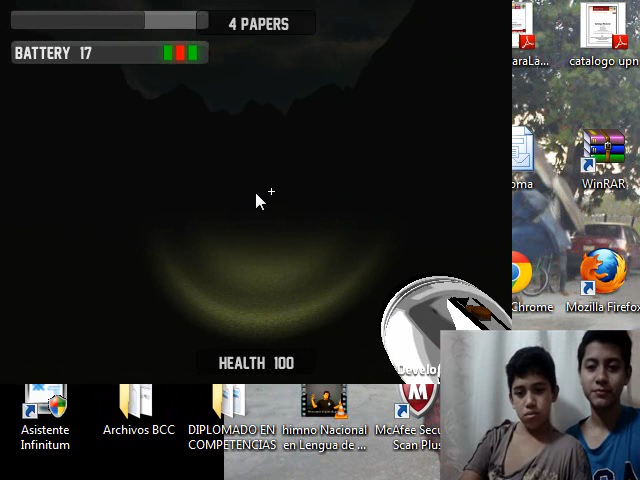 4 PAPERS
BATTERY 17
HEALTH 100
araLa...
catalogo upn
WinRAR
Chrome
Mozilla Firefox
Asistente
Infinitum
Archivos BCC
DIPLOMADO EN
COMPETENCIAS
himno Nacional
en Lengua de ...
McAfee Secu
Scan Plus